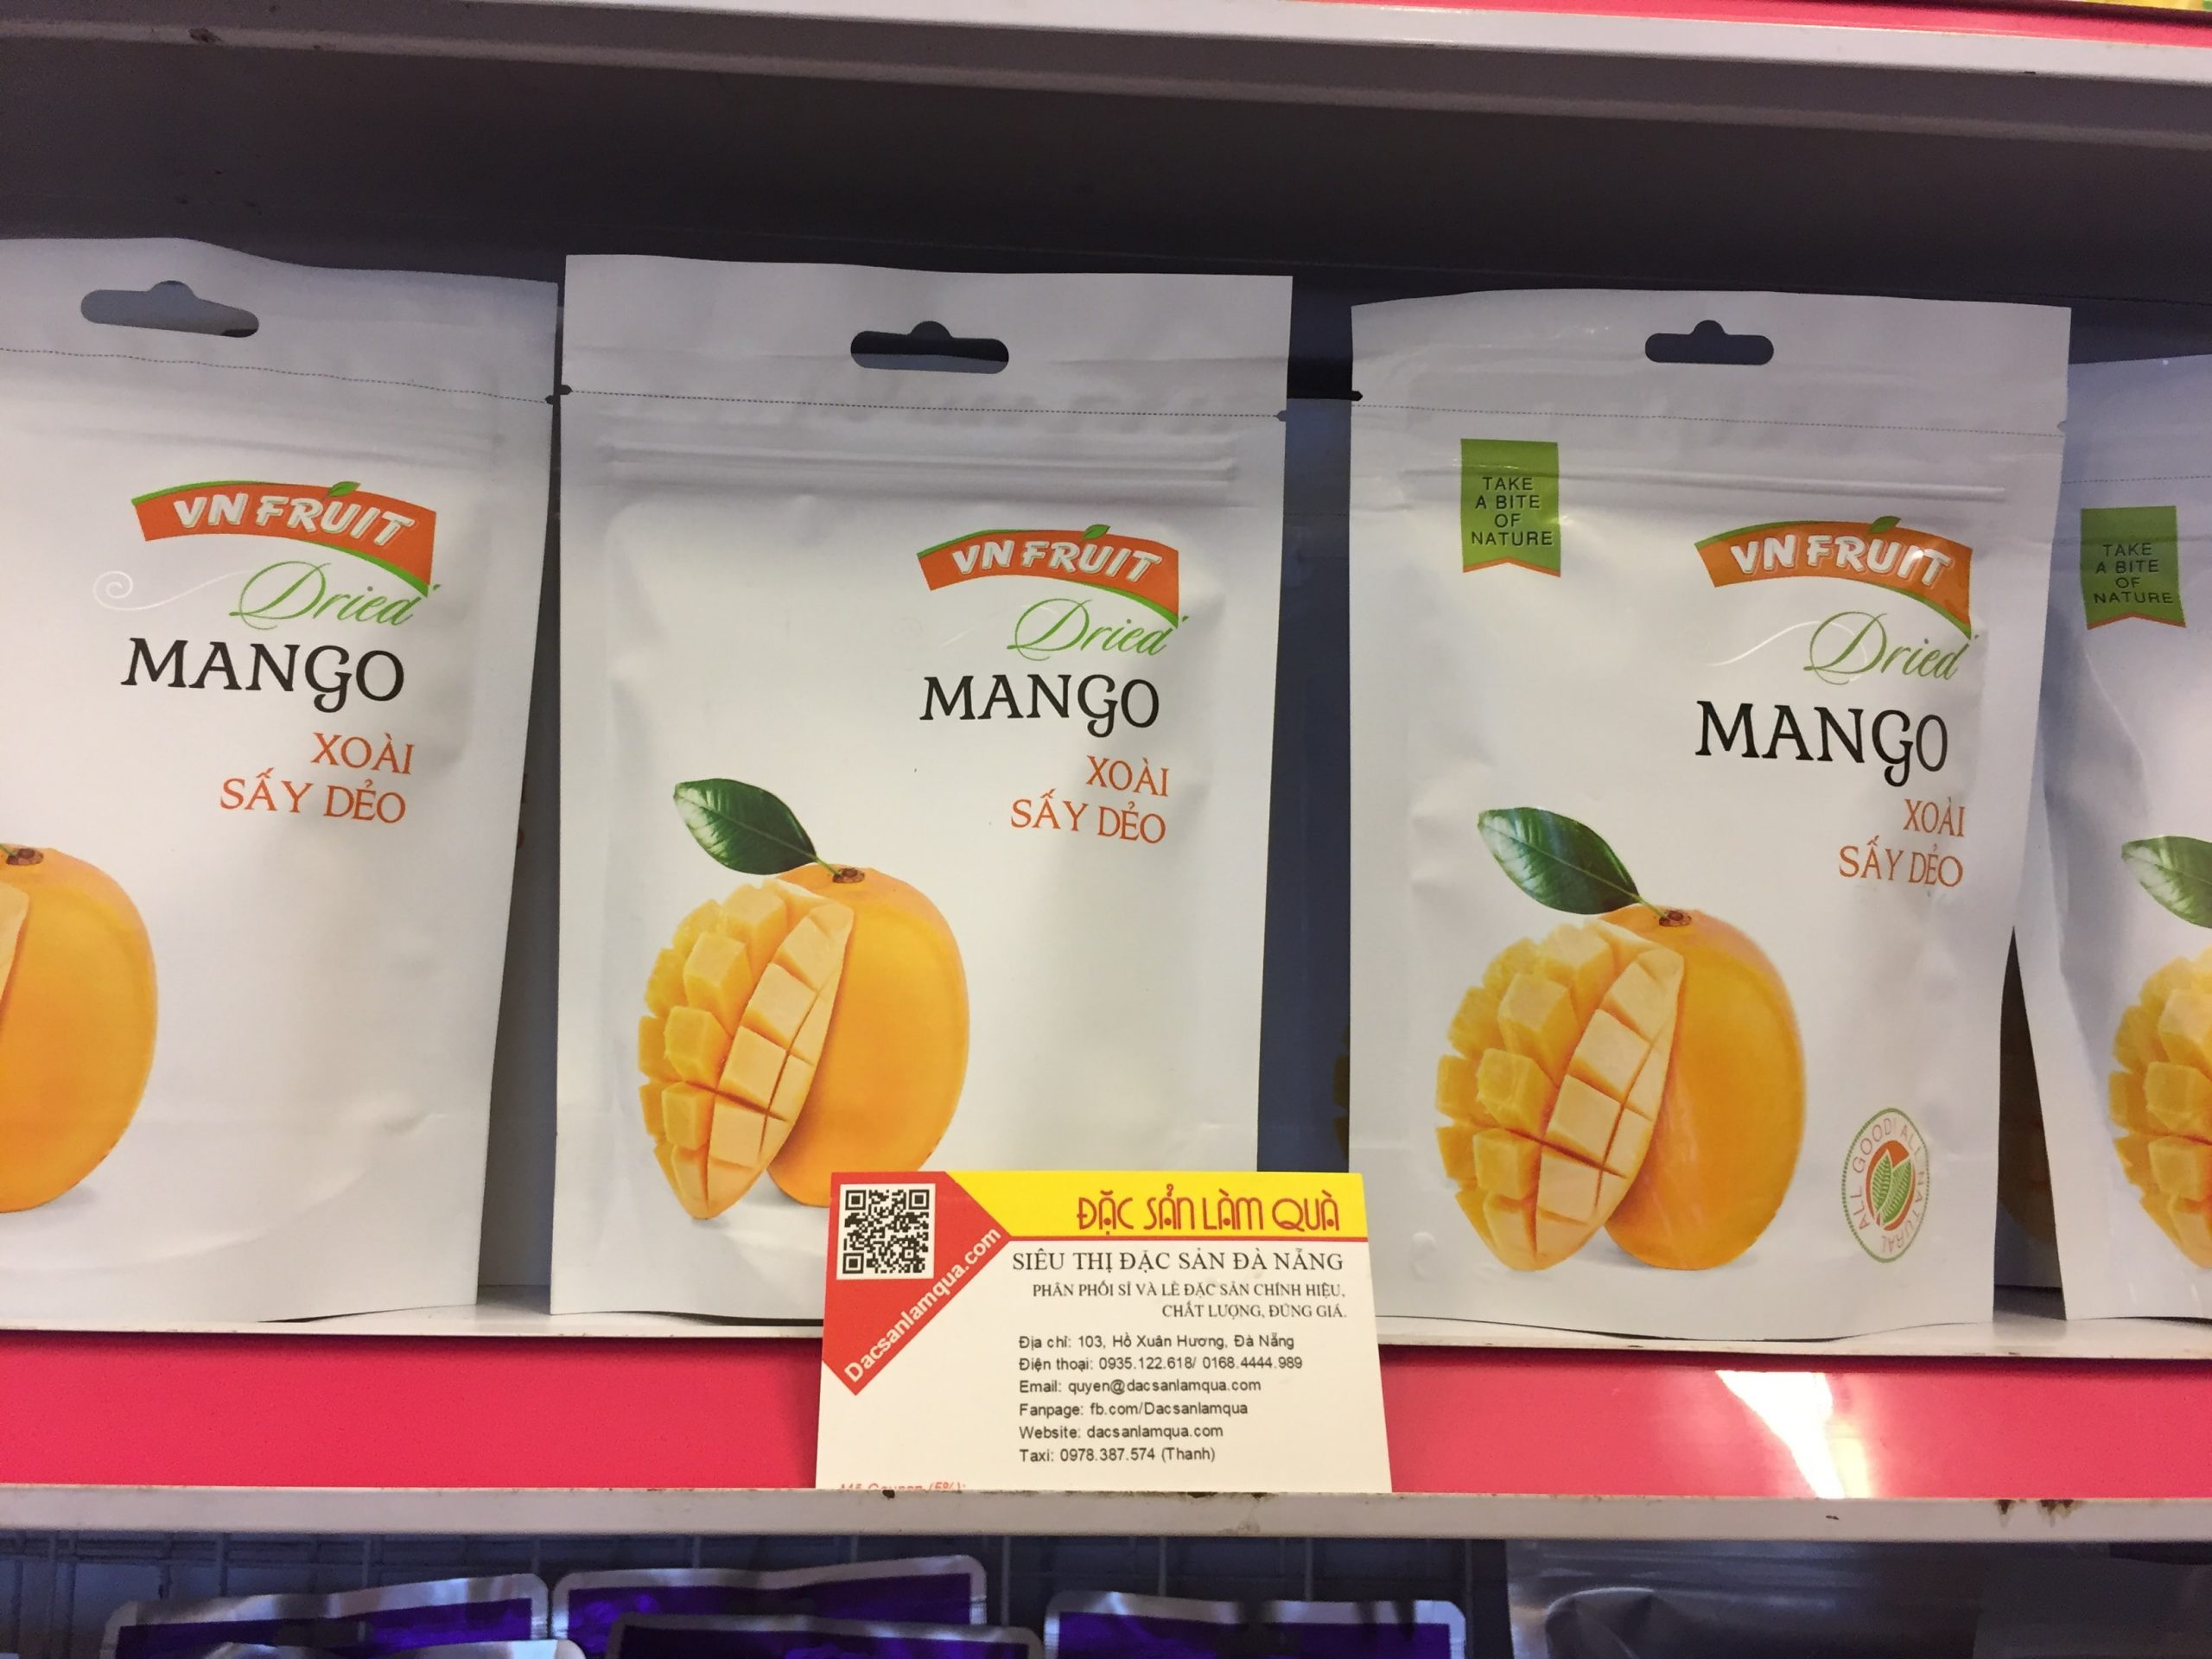 VN FRUIT
Dried
MANGO
XOÀI
SẤY DẺO
VN FRUIT
Dried
MANGO
XOÀI
SẤY DẺO
TAKE
A BITE
OF
NATURE
VN FRUIT
Dried
MANGO
XOÀI
SẤY DẺO
ALL GOOD! ALL NATURAL
TAKE
A BITE
OF
NATURE
ĐẶC SẢN LÀM QUÀ
Dacsanlamqua.com
SIÊU THỊ ĐẶC SẢN ĐÀ NẴNG
PHÂN PHỐI SỈ VÀ LẺ ĐẶC SẢN CHÍNH HIỆU,
CHẤT LƯỢNG, ĐÚNG GIÁ.
Địa chỉ: 103, Hồ Xuân Hương, Đà Nẵng
Điện thoại: 0935.122.618/ 0168.4444.989
Email: quyen@dacsanlamqua.com
Fanpage: fb.com/Dacsanlamqua
Website: dacsanlamqua.com
Taxi: 0978.387.574 (Thanh)
Mã Coupon (5%):